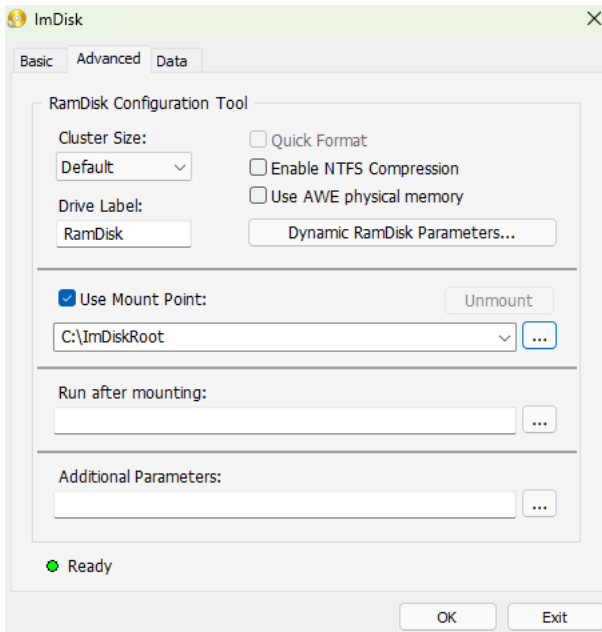 ImDisk
Basic Advanced Data
RamDisk Configuration Tool
Cluster Size:
Default
Quick Format
Enable NTFS Compression
Use AWE physical memory
Drive Label:
RamDisk
Dynamic RamDisk Parameters...
Use Mount Point:
Unmount
C:\ImDiskRoot
...
Run after mounting:
...
Additional Parameters:
...
Ready
OK Exit